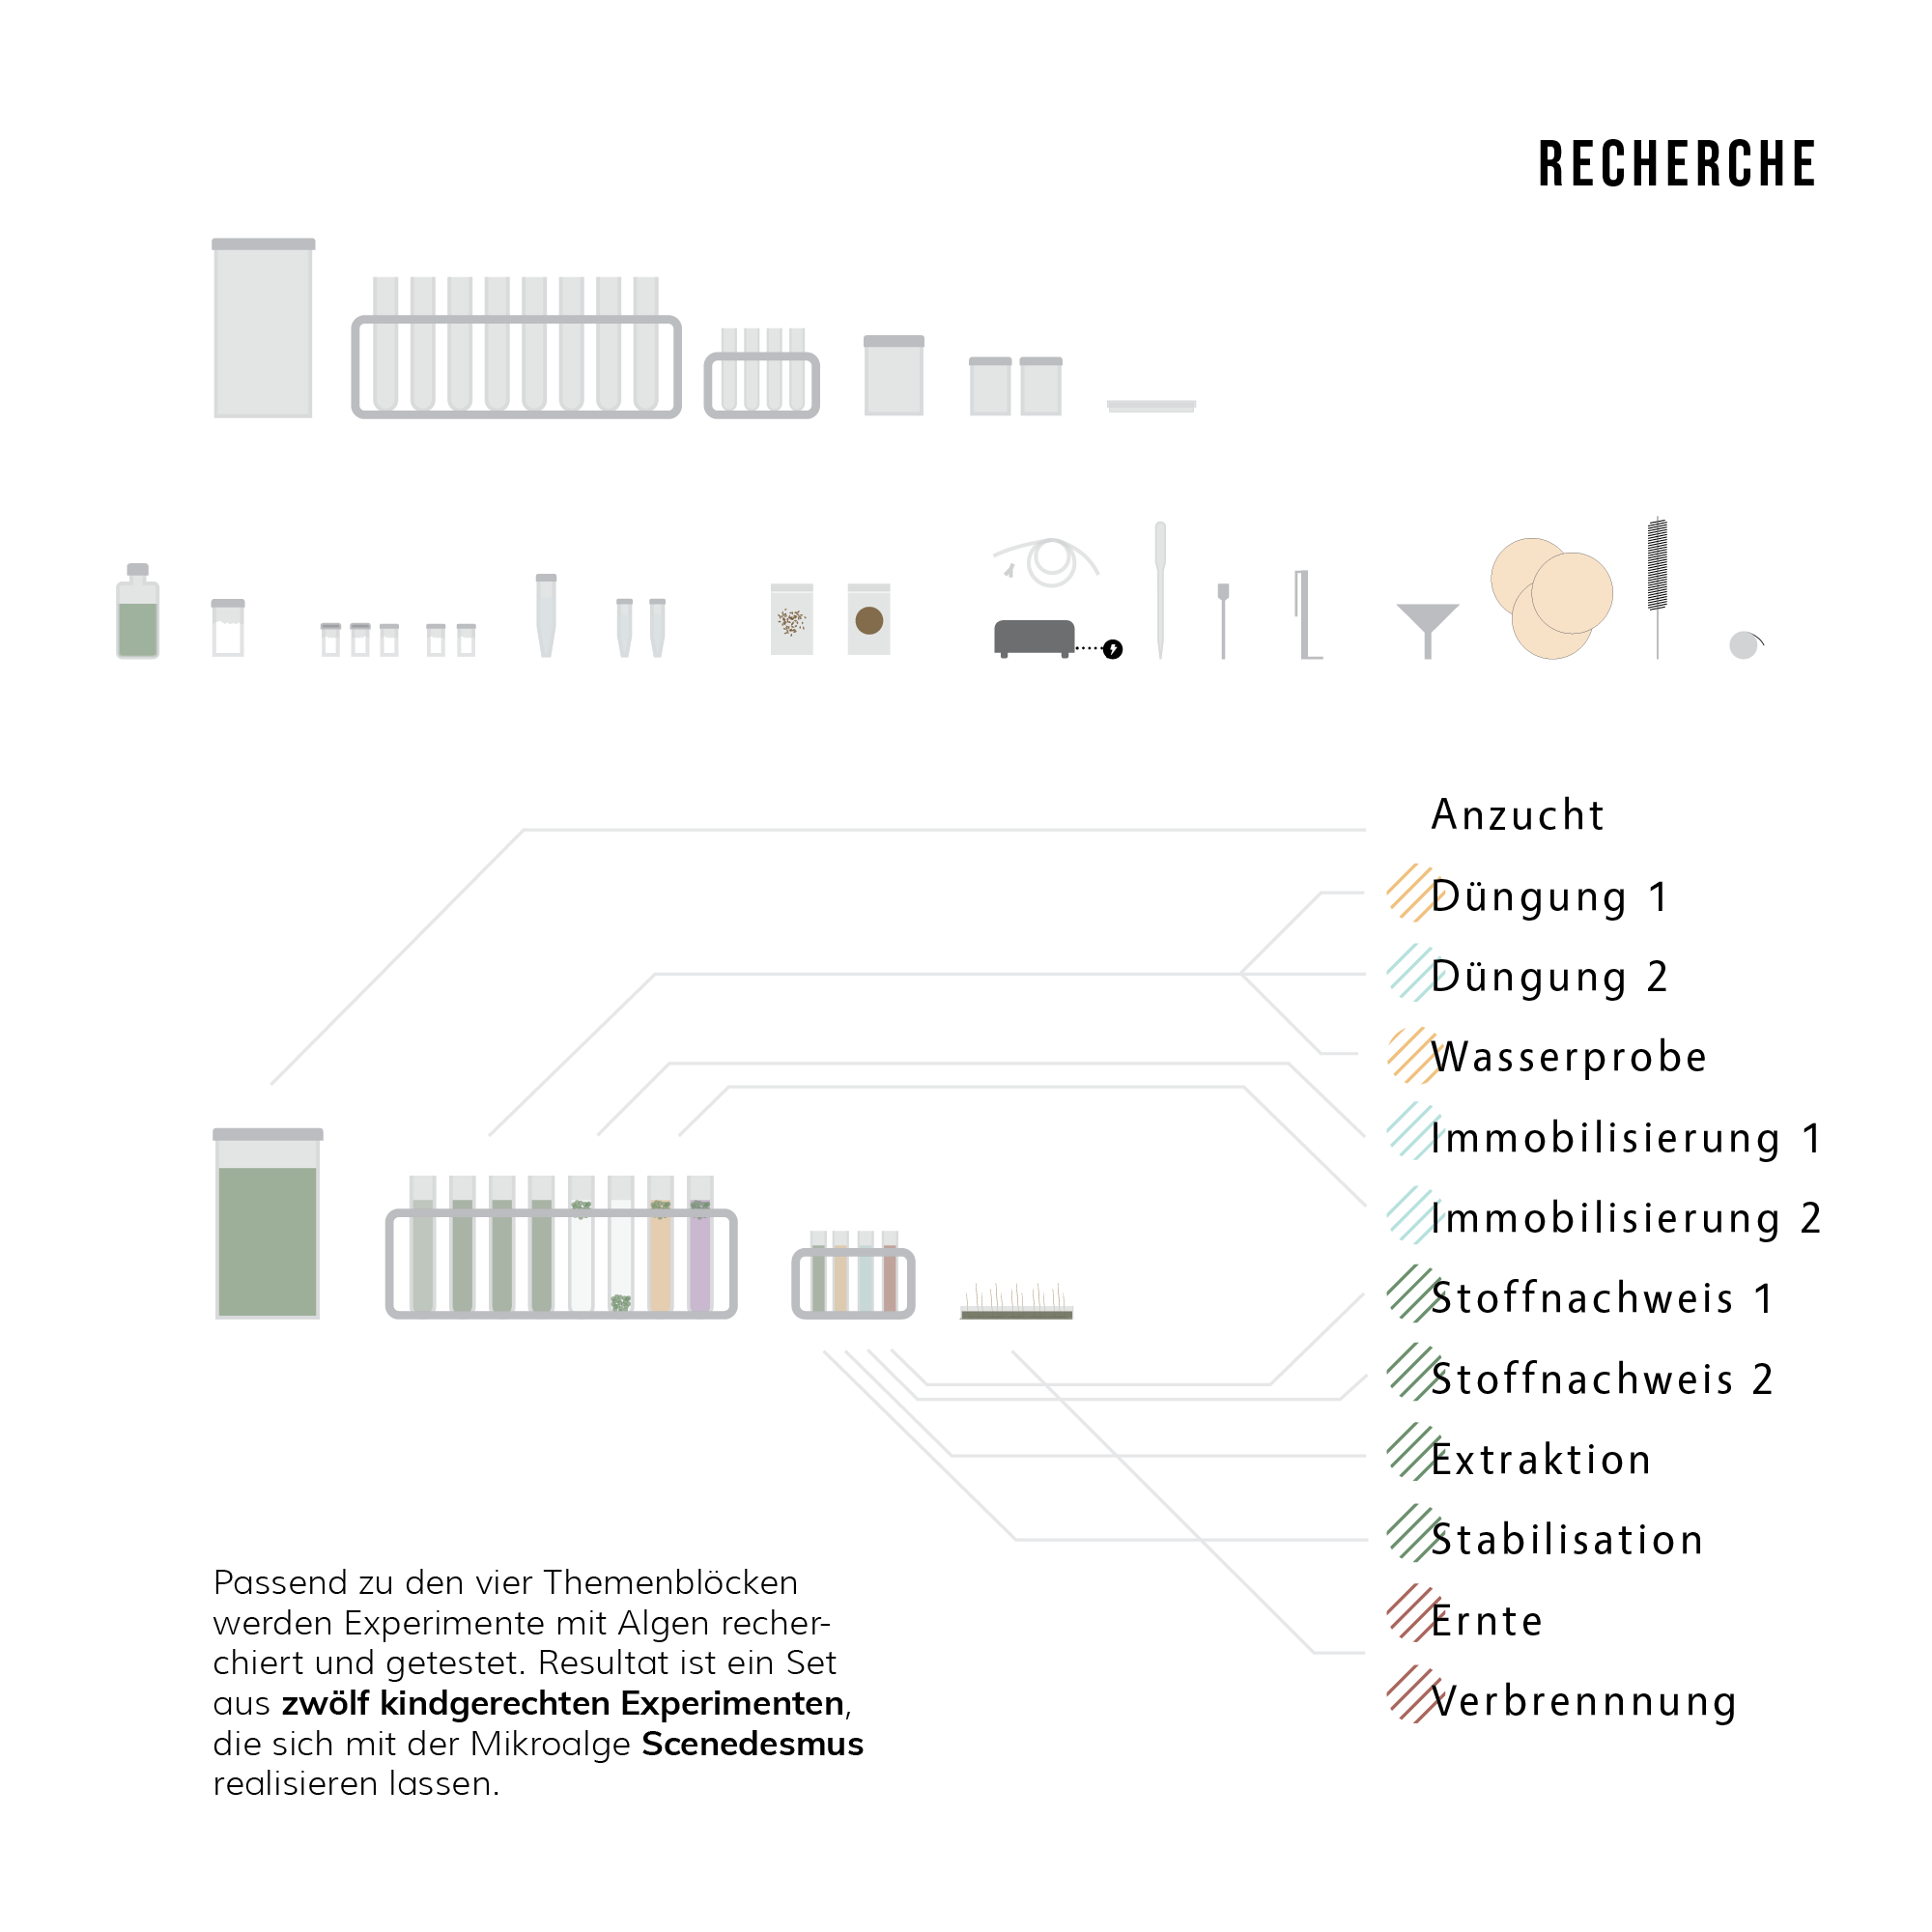 RECHERCHE
Anzucht
Düngung 1
Düngung 2
Wasserprobe
Immobilisierung 1
Immobilisierung 2
Stoffnachweis 1
Stoffnachweis 2
Extraktion
Stabilisation
Ernte
Verbrennnung
Passend zu den vier Themenblöcken
werden Experimente mit Algen recher-
chiert und getestet. Resultat ist ein Set
aus zwölf kindgerechten Experimenten,
die sich mit der Mikroalge Scenedesmus
realisieren lassen.